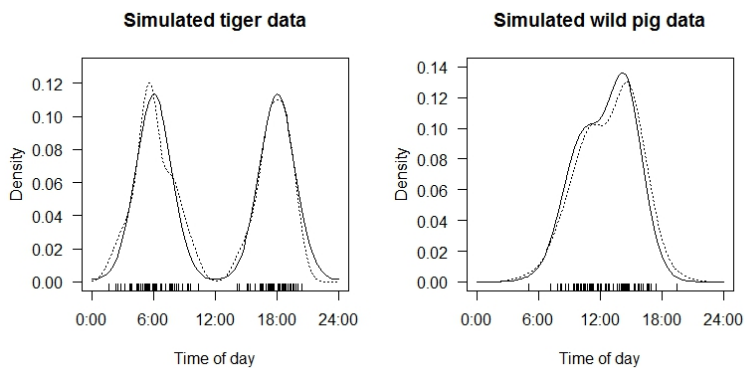 Simulated tiger data
Simulated wild pig data
Density
0.12
0.10
0.08
0.06
0.04
0.02
0.00
0:00 6:00 12:00 18:00 24:00
Time of day
Density
0.14
0.12
0.10
0.08
0.06
0.04
0.02
0.00
0:00 6:00 12:00 18:00 24:00
Time of day